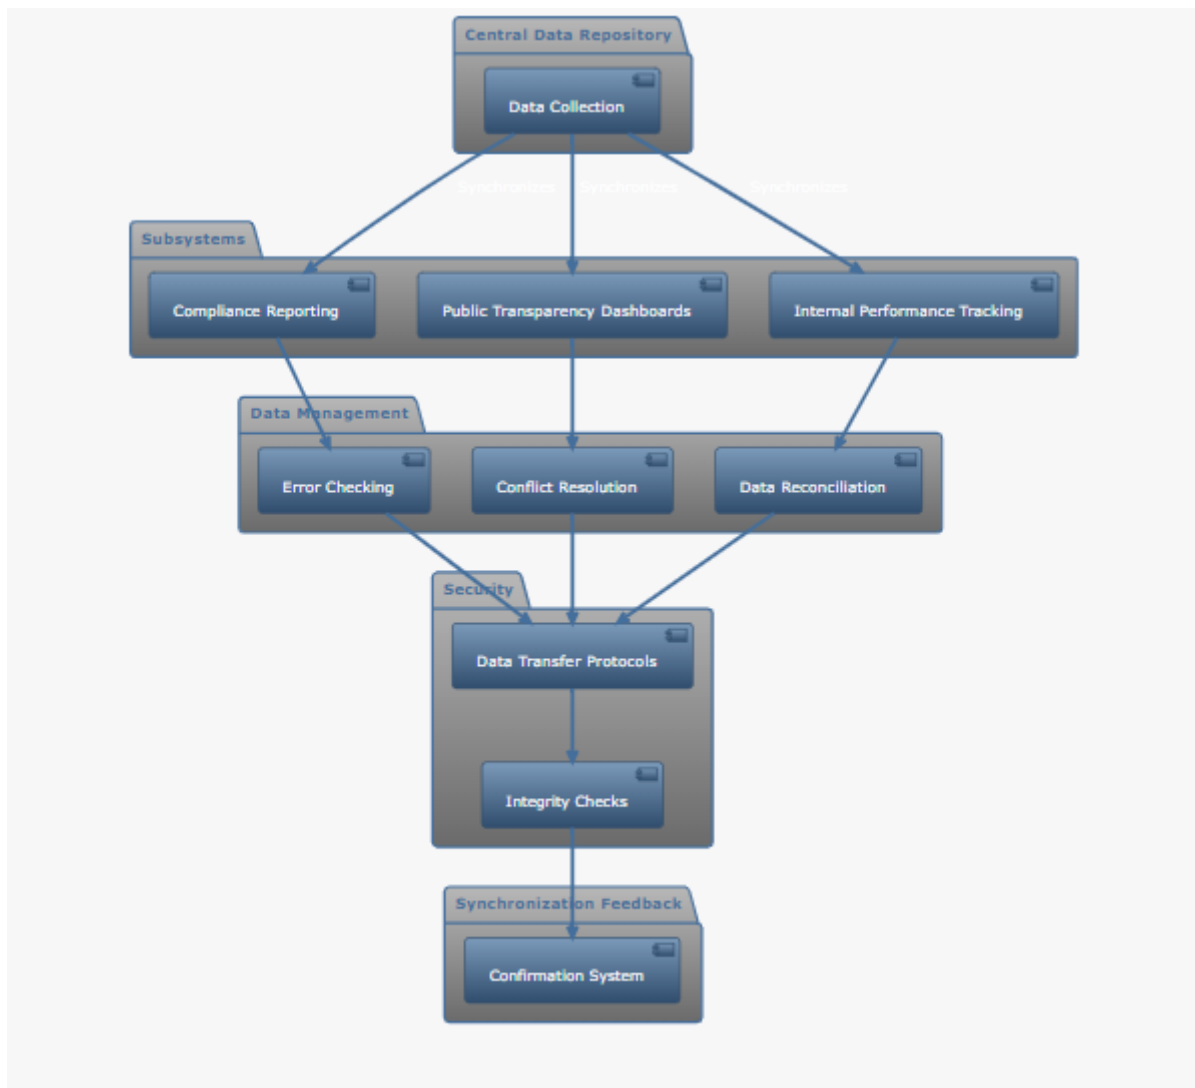 Central Data Repository
Data Collection
Synchronizes
Synchronizes
Synchronizes
Subsystems
Compliance Reporting
Public Transparency Dashboards
Internal Performance Tracking
Data Management
Error Checking
Conflict Resolution
Data Reconciliation
Security
Data Transfer Protocols
Integrity Checks
Synchronization Feedback
Confirmation System